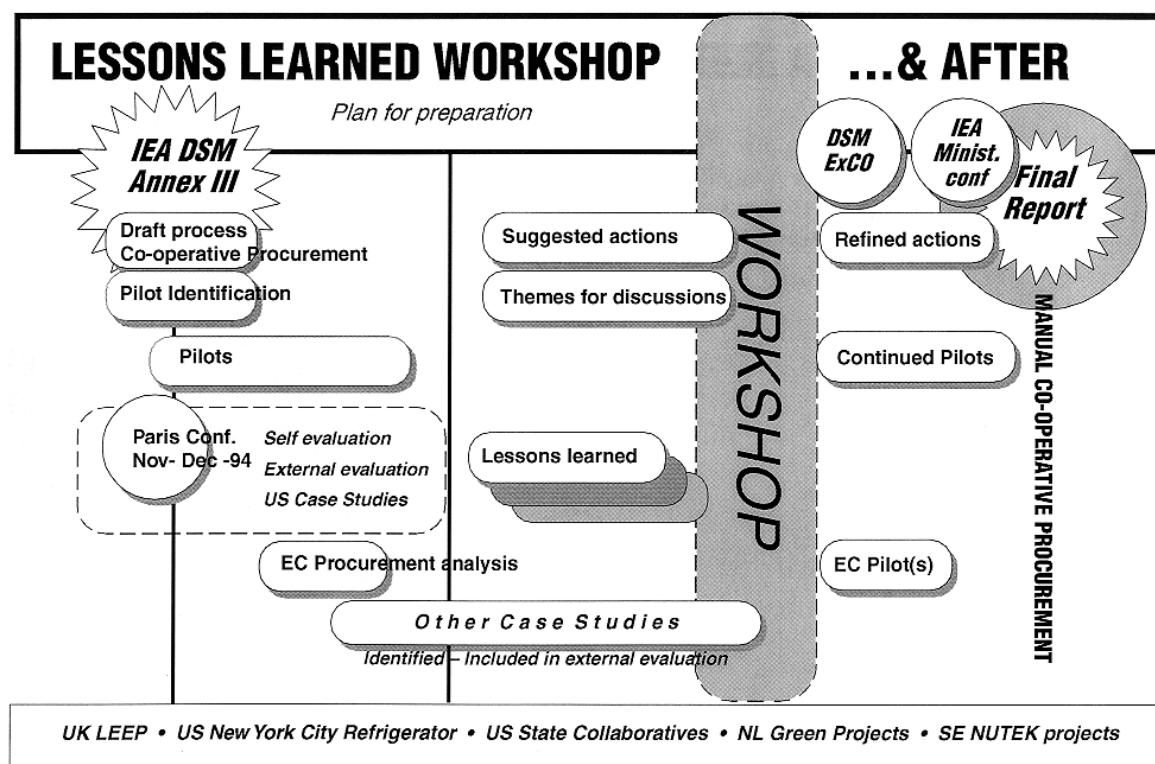 LESSONS LEARNED WORKSHOP
...& AFTER
Plan for preparation
IEA DSM
Annex III
DSM
ExCO
IEA
Minist.
conf
Final
Report
Draft process
Co-operative Procurement
Suggested actions
Refined actions
Pilot Identification
Themes for discussions
Pilots
Continued Pilots
WORKSHOP
MANUAL CO-OPERATIVE PROCUREMENT
Paris Conf.
Nov- Dec -94
Self evaluation
External evaluation
US Case Studies
Lessons learned
EC Procurement analysis
EC Pilot(s)
Other Case Studies
Identified – Included in external evaluation
UK LEEP • US New York City Refrigerator • US State Collaboratives • NL Green Projects • SE NUTEK projects